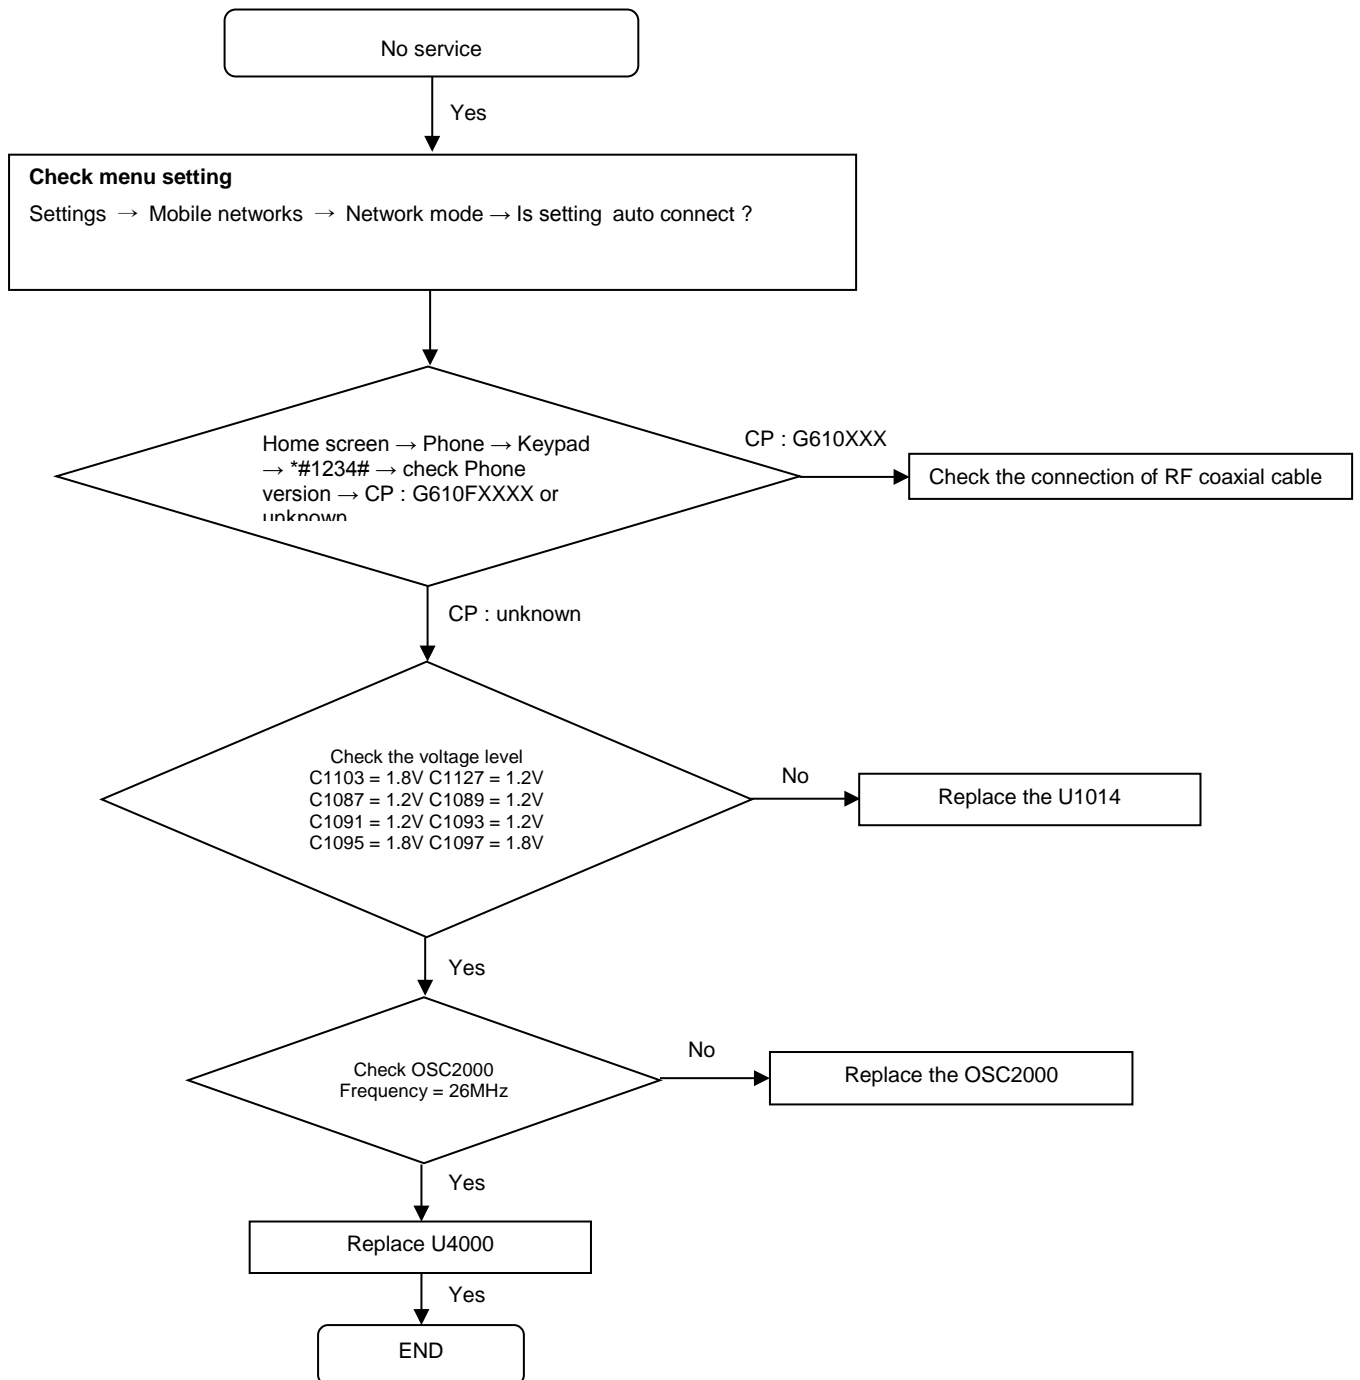 No service
Yes
Check menu setting
Settings → Mobile networks → Network mode → Is setting auto connect ?
Home screen → Phone → Keypad
→ *#1234# → check Phone
version → CP : G610FXXXX or
unknown
CP : G610XXX
Check the connection of RF coaxial cable
CP : unknown
Check the voltage level
C1103 = 1.8V C1127 = 1.2V
C1087 = 1.2V C1089 = 1.2V
C1091 = 1.2V C1093 = 1.2V
C1095 = 1.8V C1097 = 1.8V
No
Replace the U1014
Yes
Check OSC2000
Frequency = 26MHz
No
Replace the OSC2000
Yes
Replace U4000
Yes
END